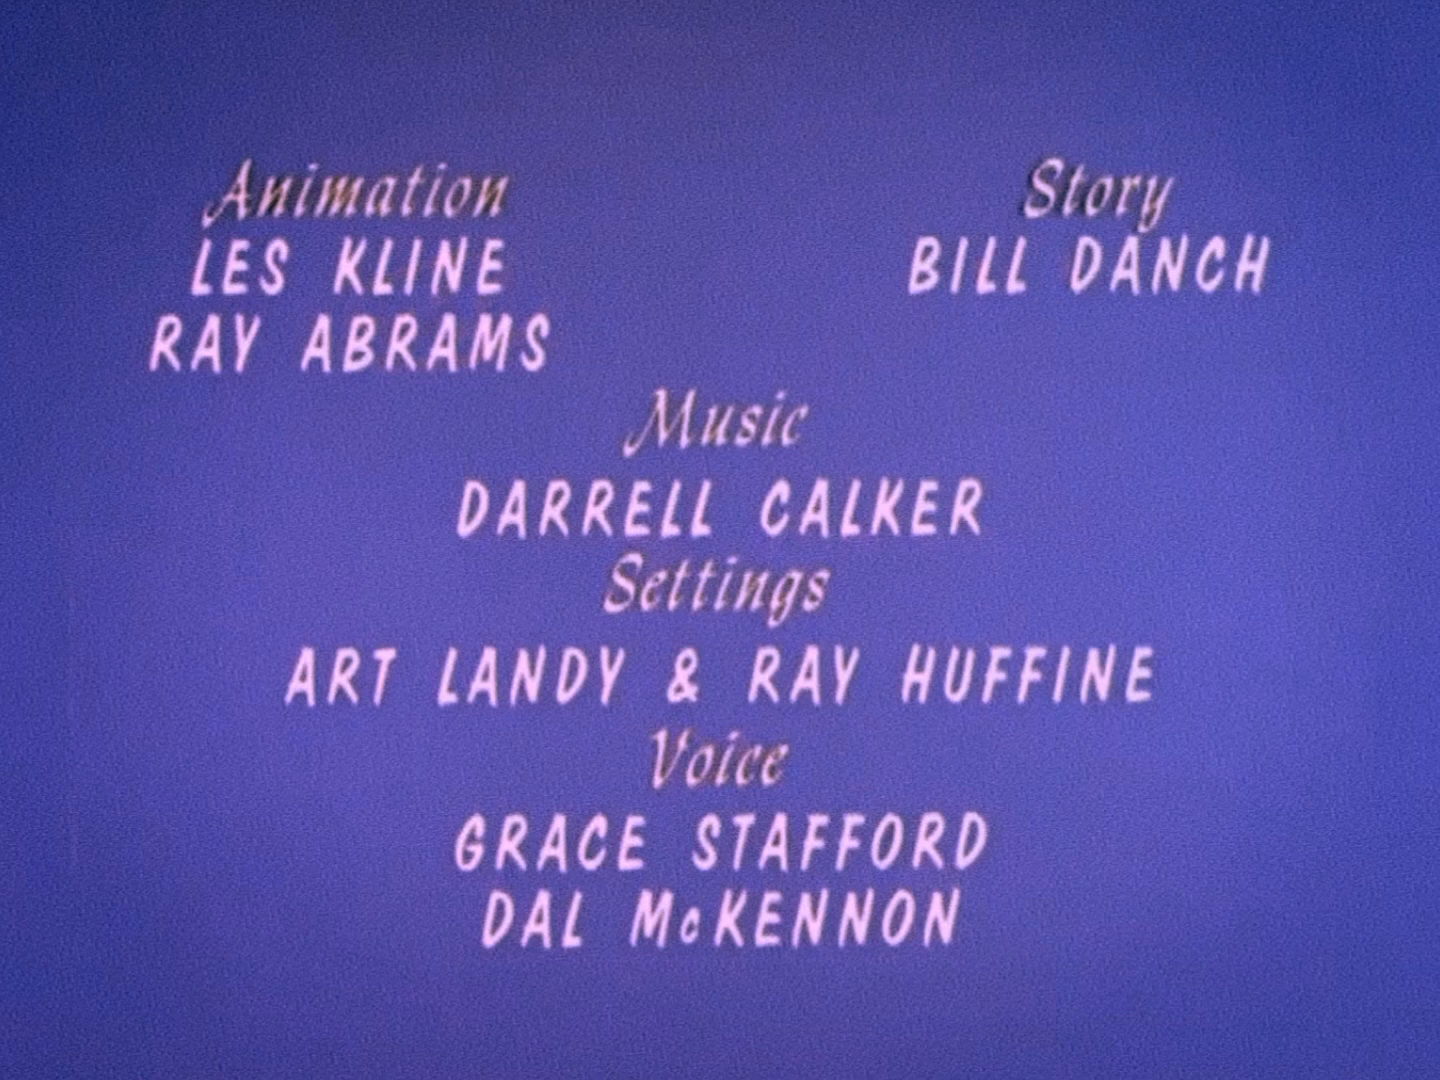 Animation
LES KLINE
RAY ABRAMS
Story
BILL DANCH
Music
DARRELL CALKER
Settings
ART LANDY & RAY HUFFINE
Voice
GRACE STAFFORD
DAL McKENNON